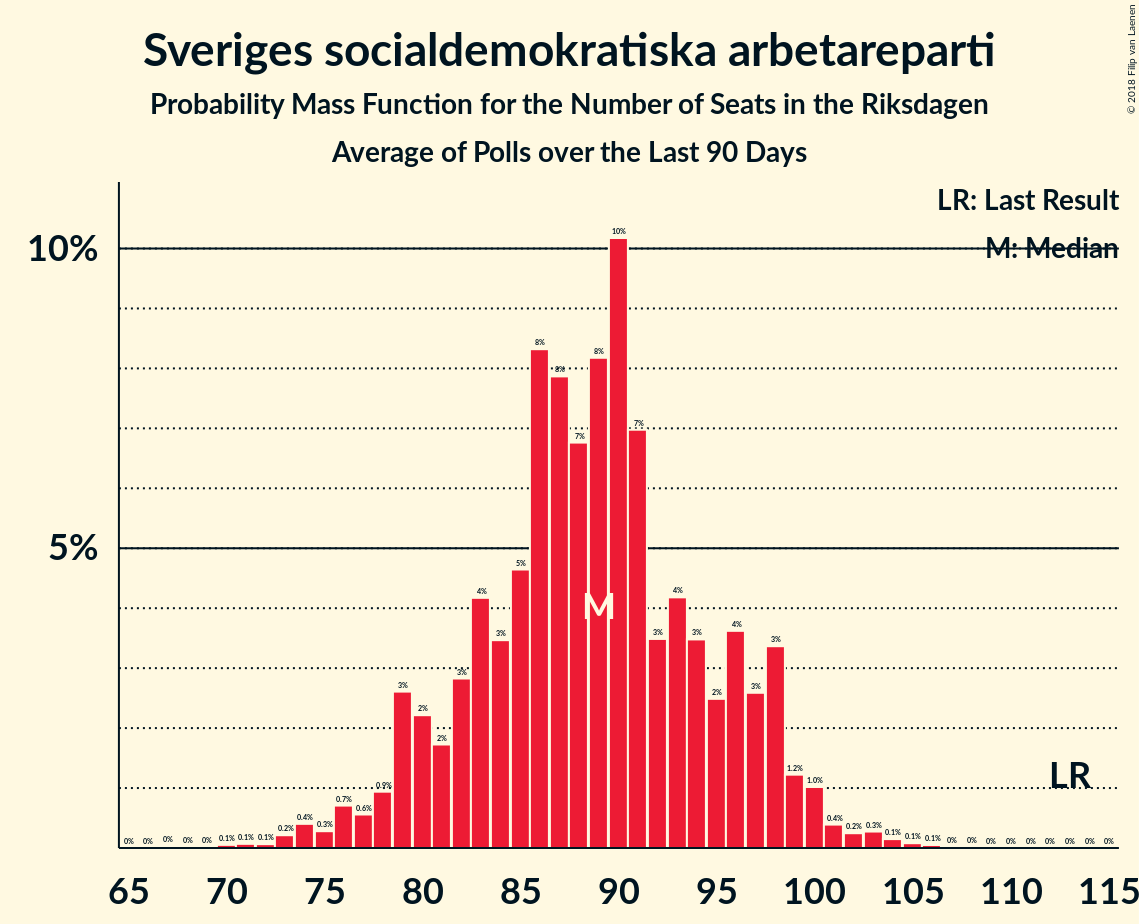 Sveriges socialdemokratiska arbetareparti
Probability Mass Function for the Number of Seats in the Riksdagen
Average of Polls over the Last 90 Days
© 2018 Filip van Laenen
LR: Last Result
M: Median
10%
5%
0% 0% 0% 0% 0% 0.1% 0.1% 0.1% 0.2% 0.4% 0.3% 0.7% 0.6% 0.9% 3% 2% 2% 3% 4% 3% 5% 8% 8% 7% 8% 10% 7% 3% 4% 3% 2% 4% 3% 3% 1.2% 1.0% 0.4% 0.2% 0.3% 0.1% 0.1% 0.1% 0% 0% 0% 0% 0% 0% 0% 0% 0%
M
LR
65 70 75 80 85 90 95 100 105 110 115